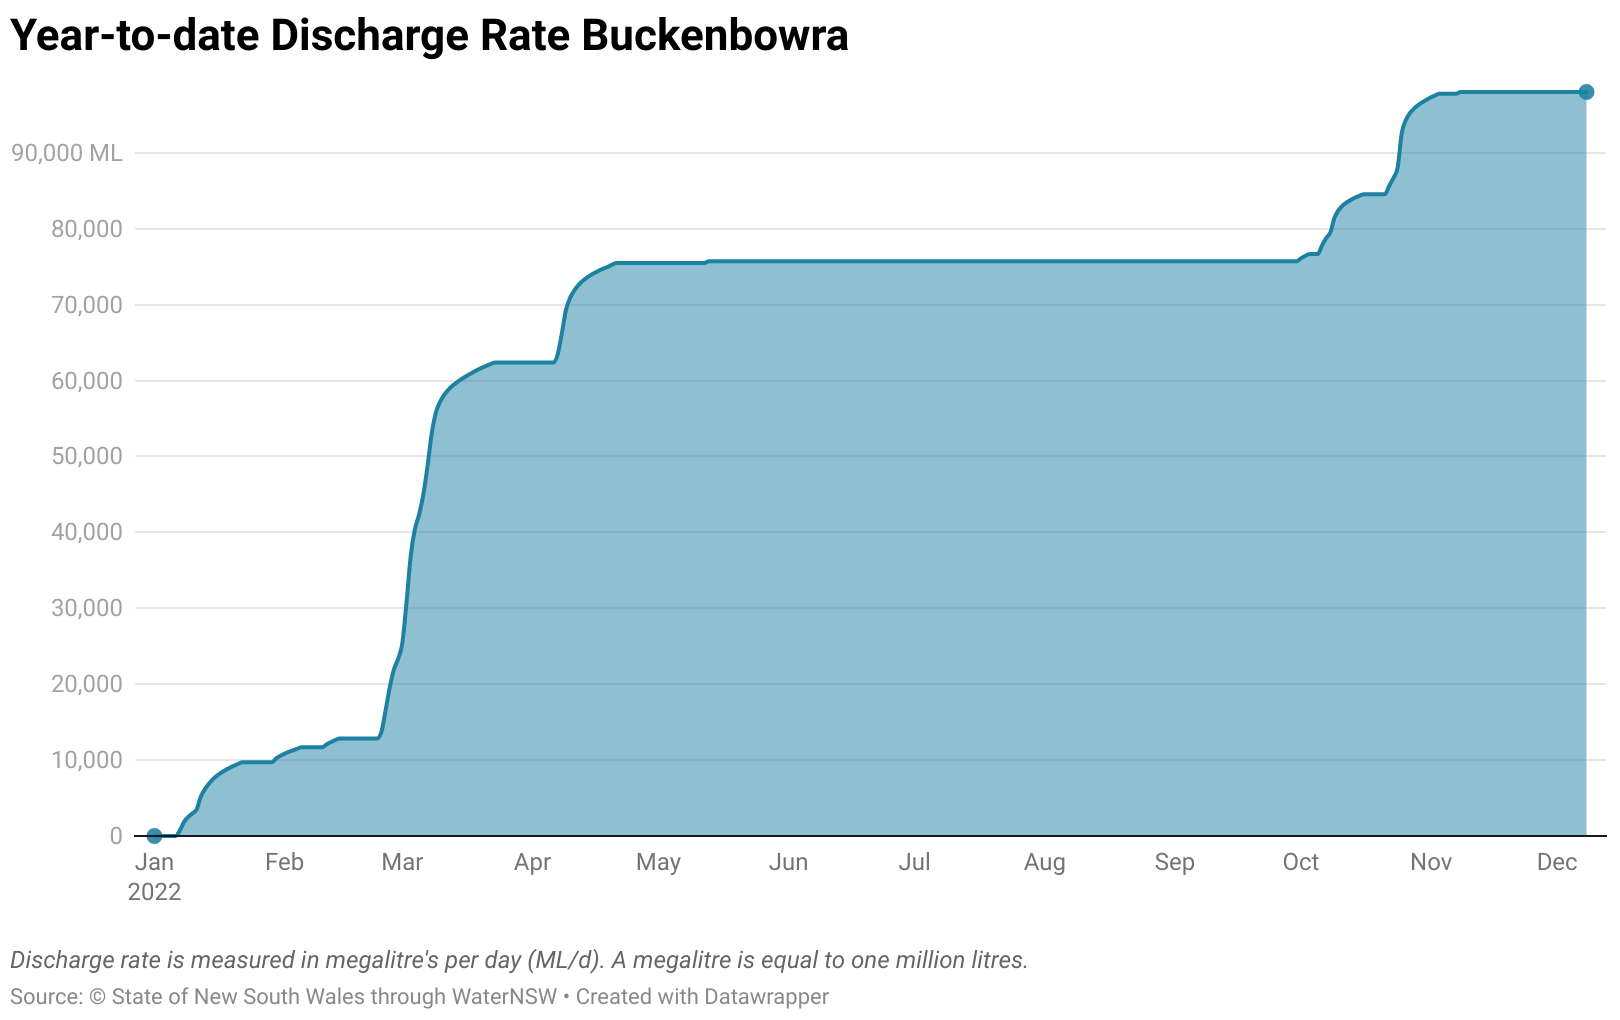 Year-to-date Discharge Rate Buckenbowra
90,000 ML
80,000
70,000
60,000
50,000
40,000
30,000
20,000
10,000
0
Jan Feb Mar Apr May Jun Jul Aug Sep Oct Nov Dec
2022
Discharge rate is measured in megalitre's per day (ML/d). A megalitre is equal to one million litres.
Source: © State of New South Wales through WaterNSW • Created with Datawrapper